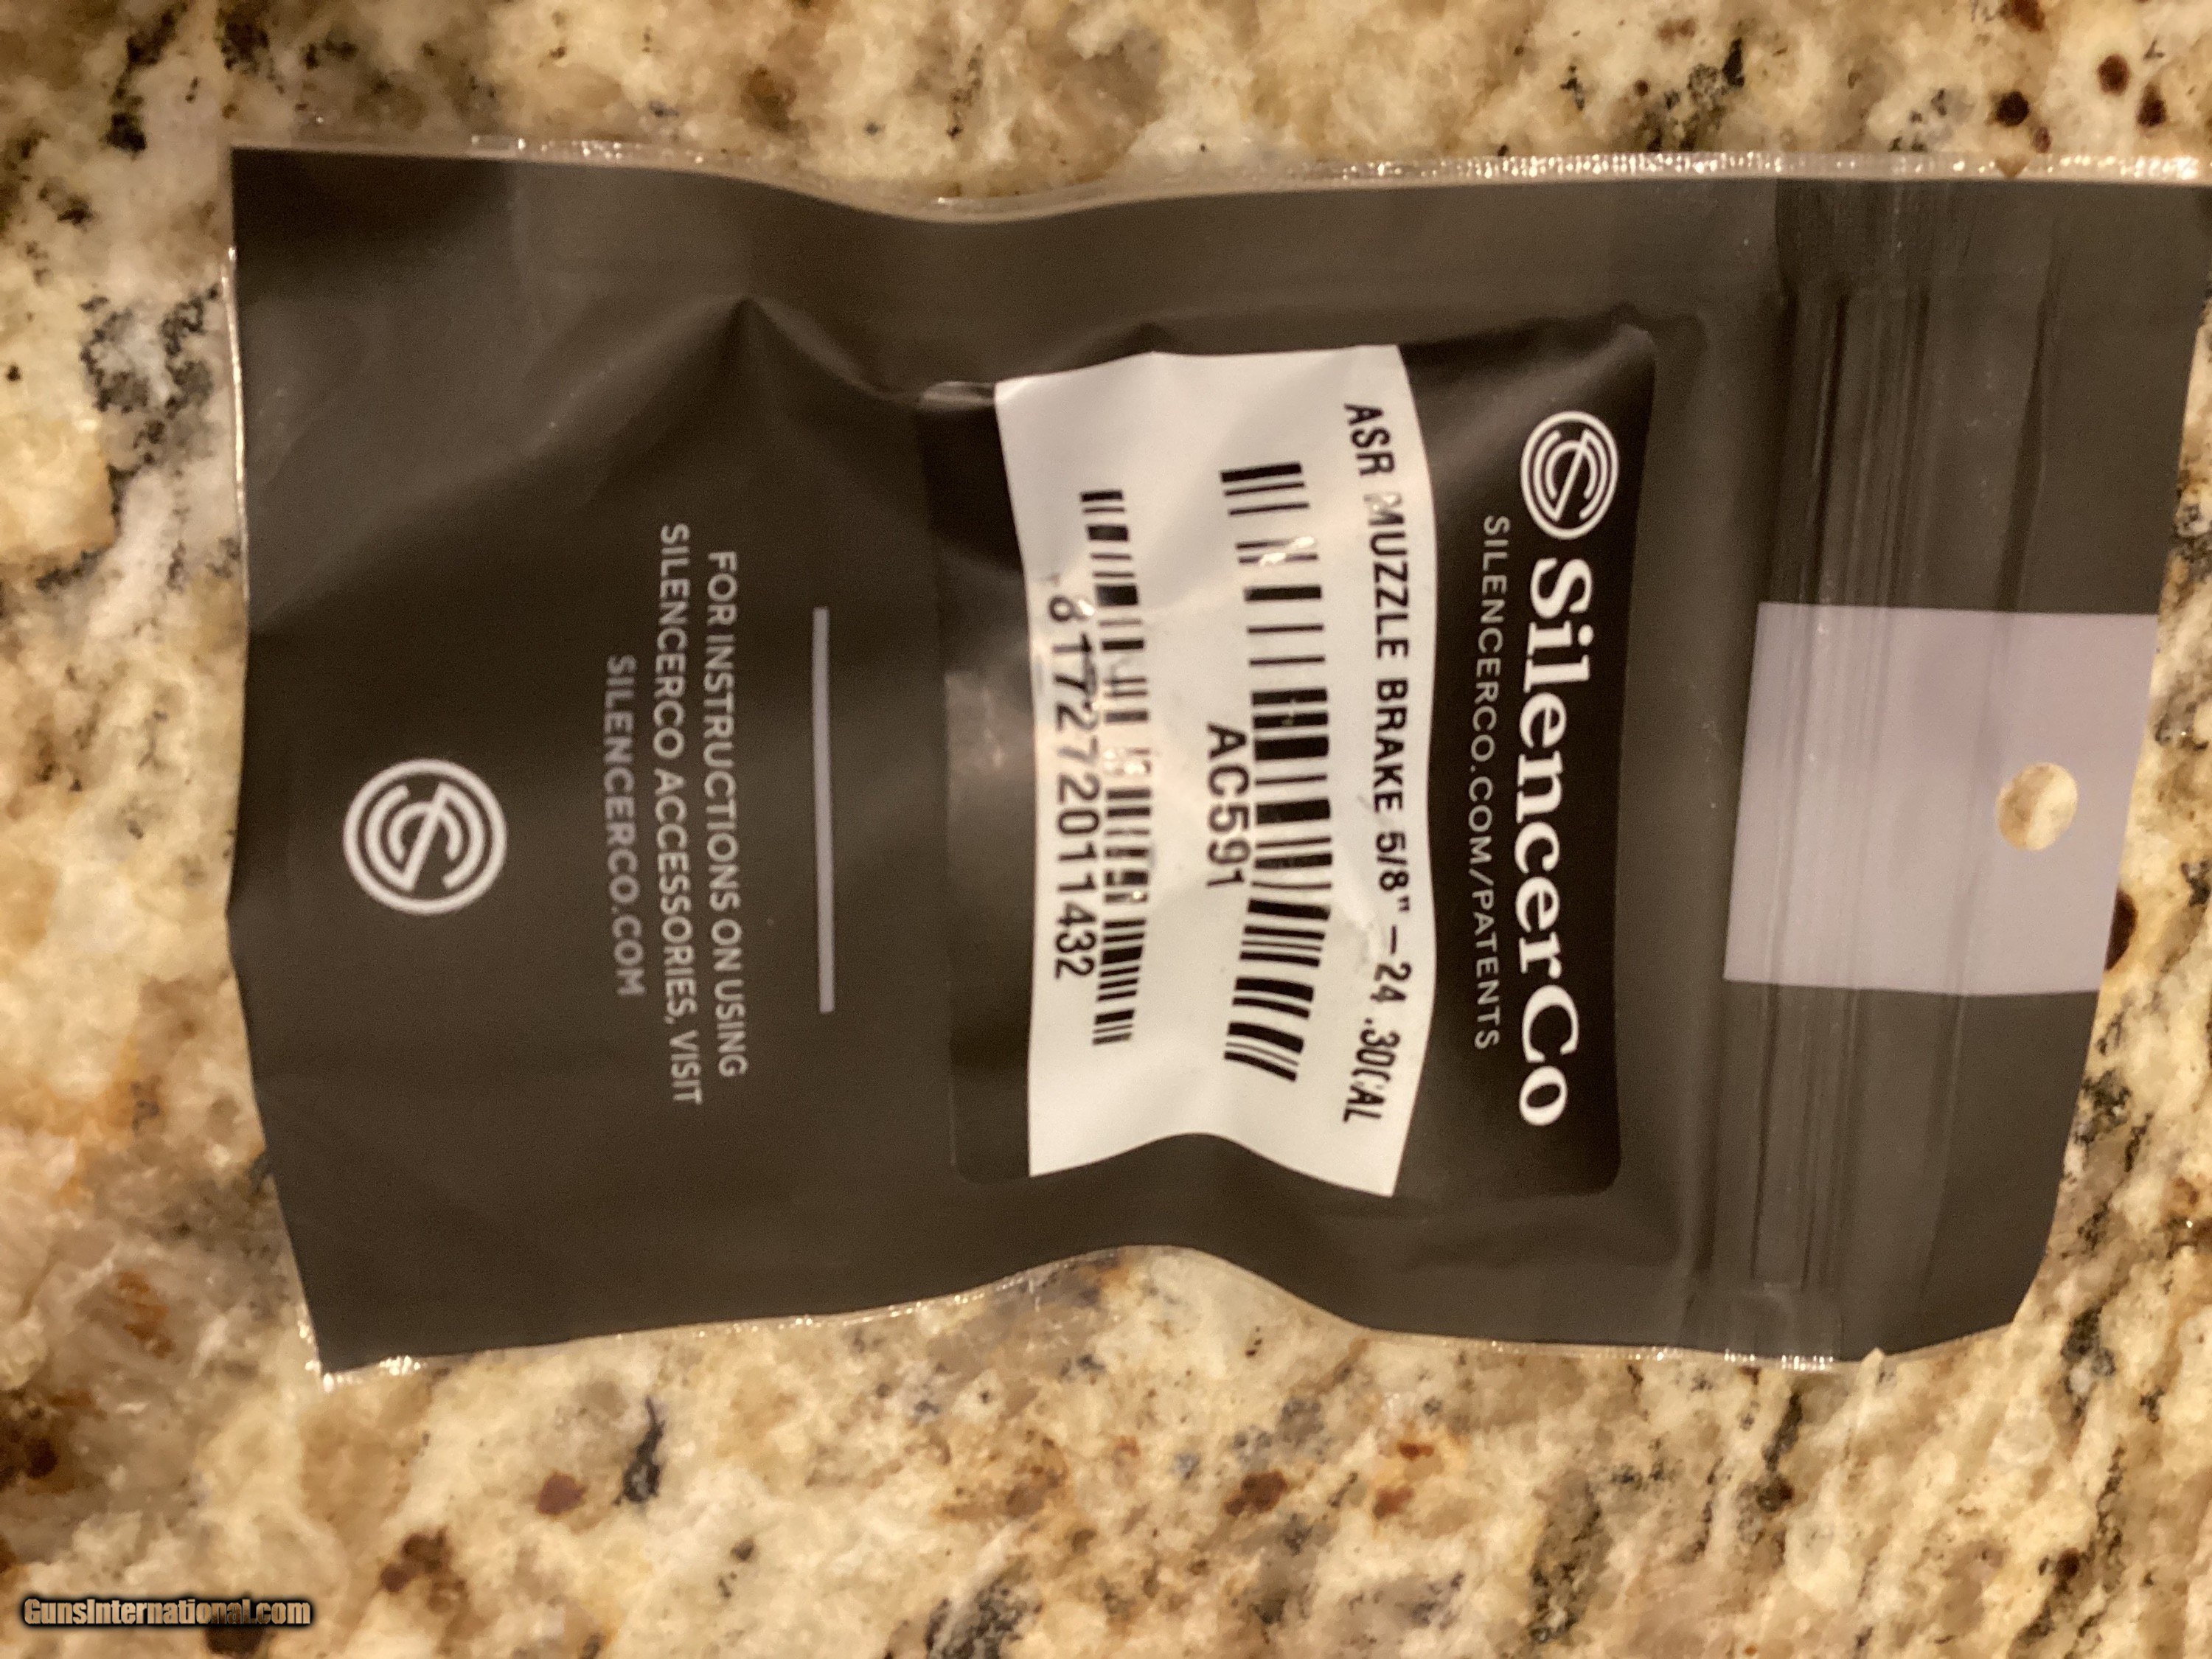 SilencerCo
SILENCERCO.COM/PATENTS
ASR MUZZLE BRAKE 5/8"-24 .30CAL
AC591
817272011432
FOR INSTRUCTIONS ON USING
SILENCERCO ACCESSORIES, VISIT
SILENCERCO.COM
GunsInternational.com